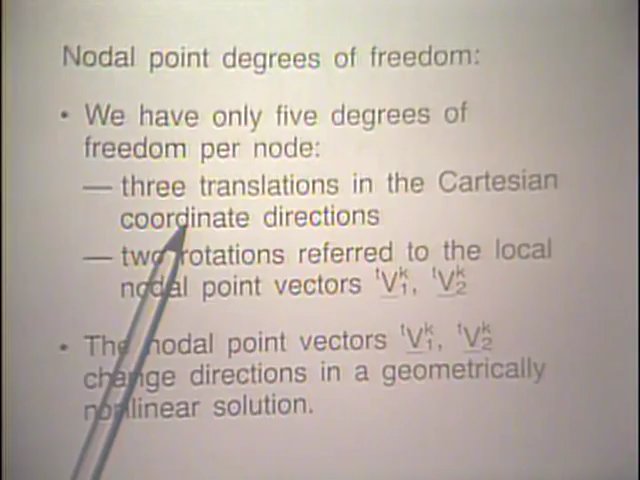 Nodal point degrees of freedom:
• We have only five degrees of
freedom per node:
— three translations in the Cartesian
coordinate directions
— two rotations referred to the local
nodal point vectors ᵗV₁ᵏ, ᵗV₂ᵏ
• The nodal point vectors ᵗV₁ᵏ, ᵗV₂ᵏ
change directions in a geometrically
nonlinear solution.